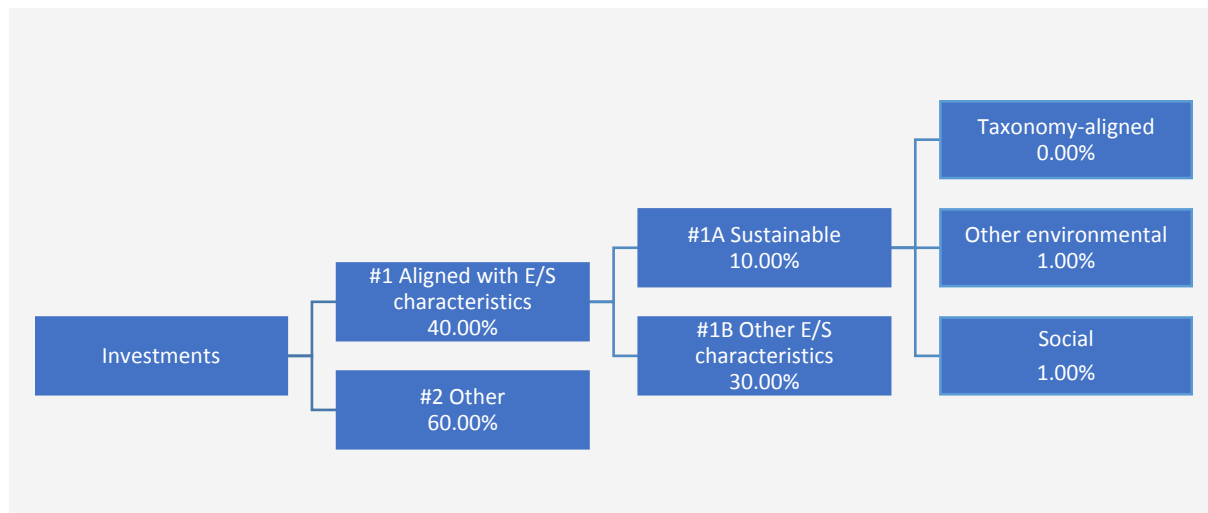 Investments
#1 Aligned with E/S
characteristics
40.00%
#2 Other
60.00%
#1A Sustainable
10.00%
#1B Other E/S
characteristics
30.00%
Taxonomy-aligned
0.00%
Other environmental
1.00%
Social
1.00%